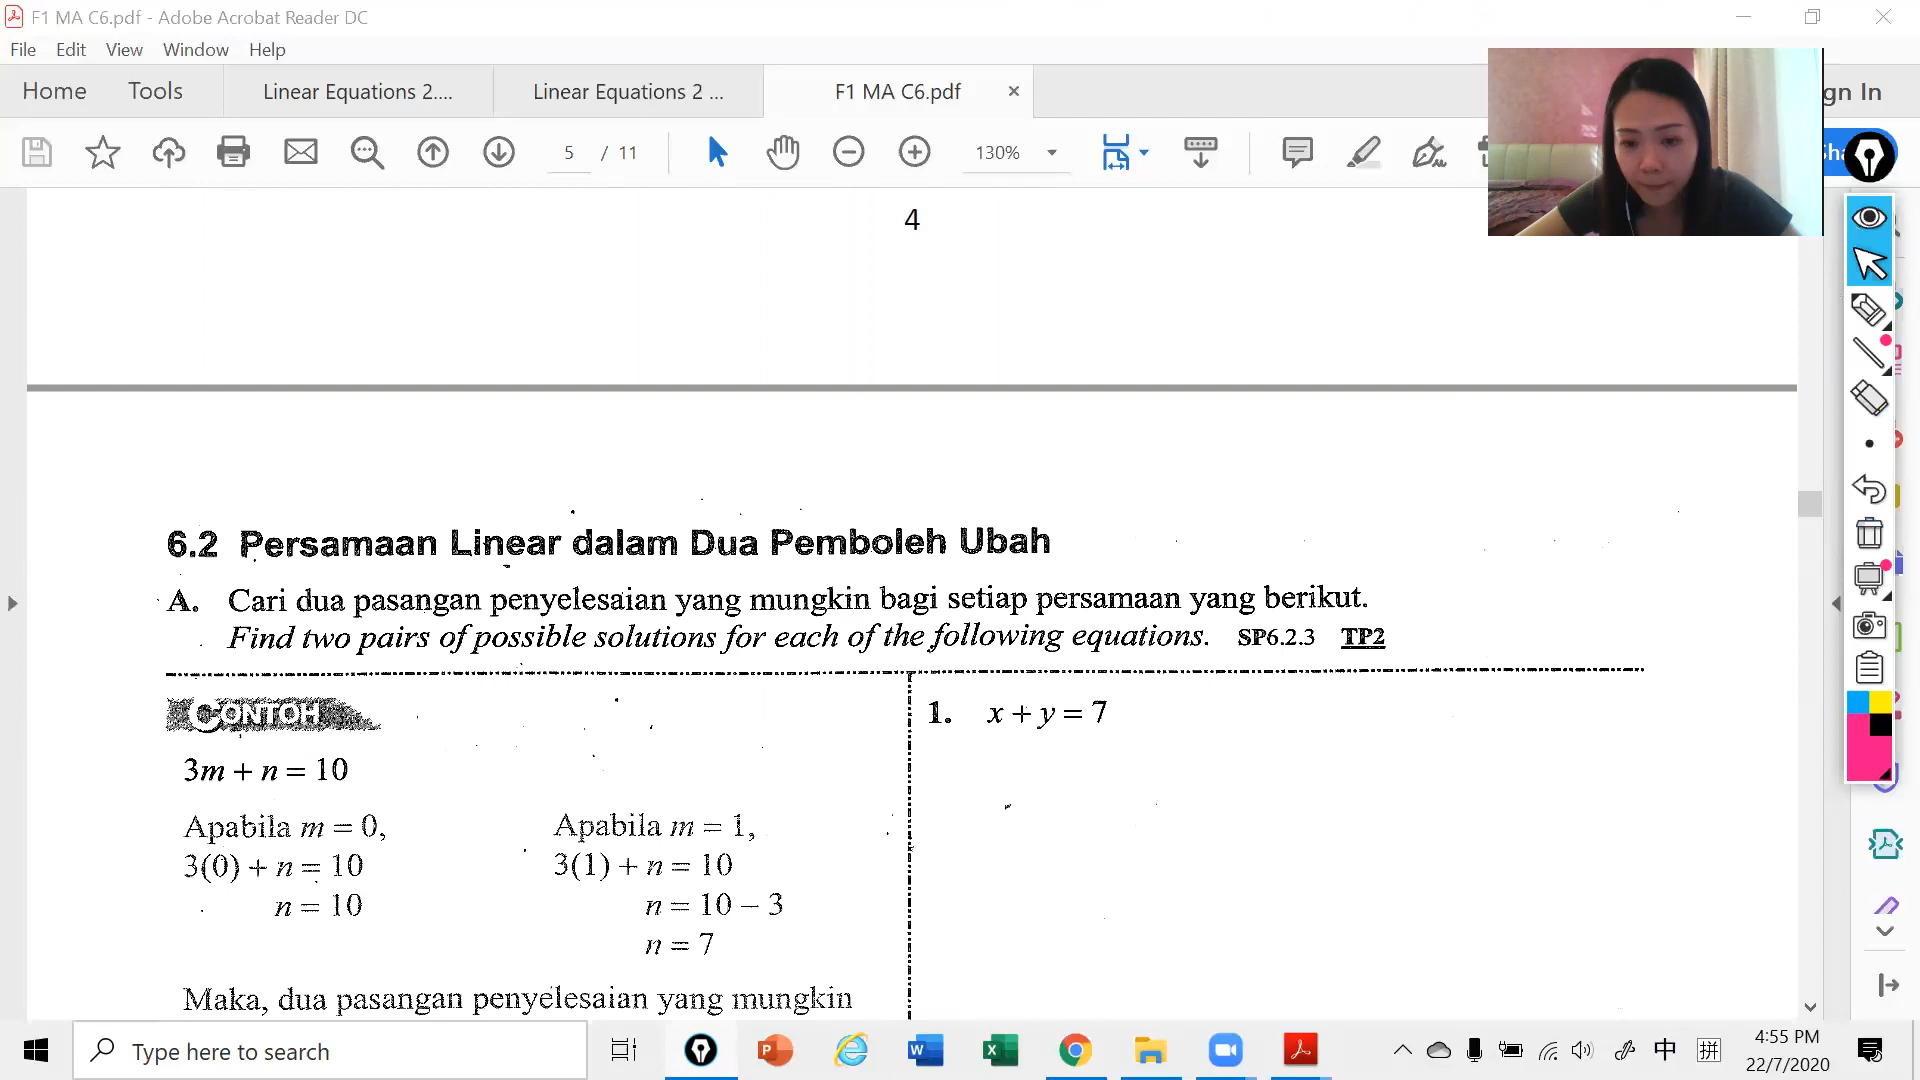 F1 MA C6.pdf - Adobe Acrobat Reader DC
File Edit View Window Help
Home Tools Linear Equations 2.... Linear Equations 2 ... F1 MA C6.pdf × gn In
5 / 11 130%
4
6.2 Persamaan Linear dalam Dua Pemboleh Ubah
A. Cari dua pasangan penyelesaian yang mungkin bagi setiap persamaan yang berikut.
Find two pairs of possible solutions for each of the following equations. SP6.2.3 TP2
CONTOH
3m + n = 10
Apabila m = 0,
3(0) + n = 10
n = 10
Apabila m = 1,
3(1) + n = 10
n = 10 – 3
n = 7
Maka, dua pasangan penyelesaian yang mungkin
1. x + y = 7
Type here to search
中 拼
4:55 PM
22/7/2020